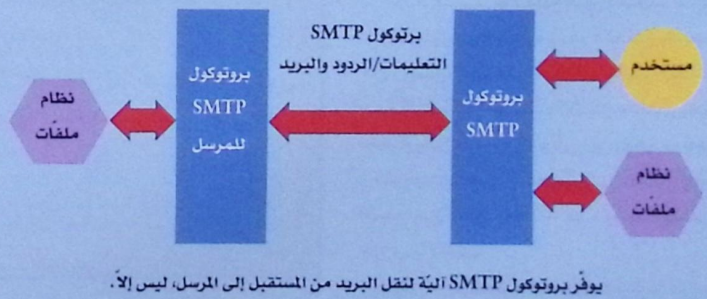 برتوكول SMTP
التعليمات/الردود والبريد
مستخدم
بروتوكول
SMTP
نظام
ملفّات
بروتوكول
SMTP
للمرسل
نظام
ملفّات
يوفّر بروتوكول SMTP آليّة لنقل البريد من المستقبل إلى المرسل، ليس إلاّ.